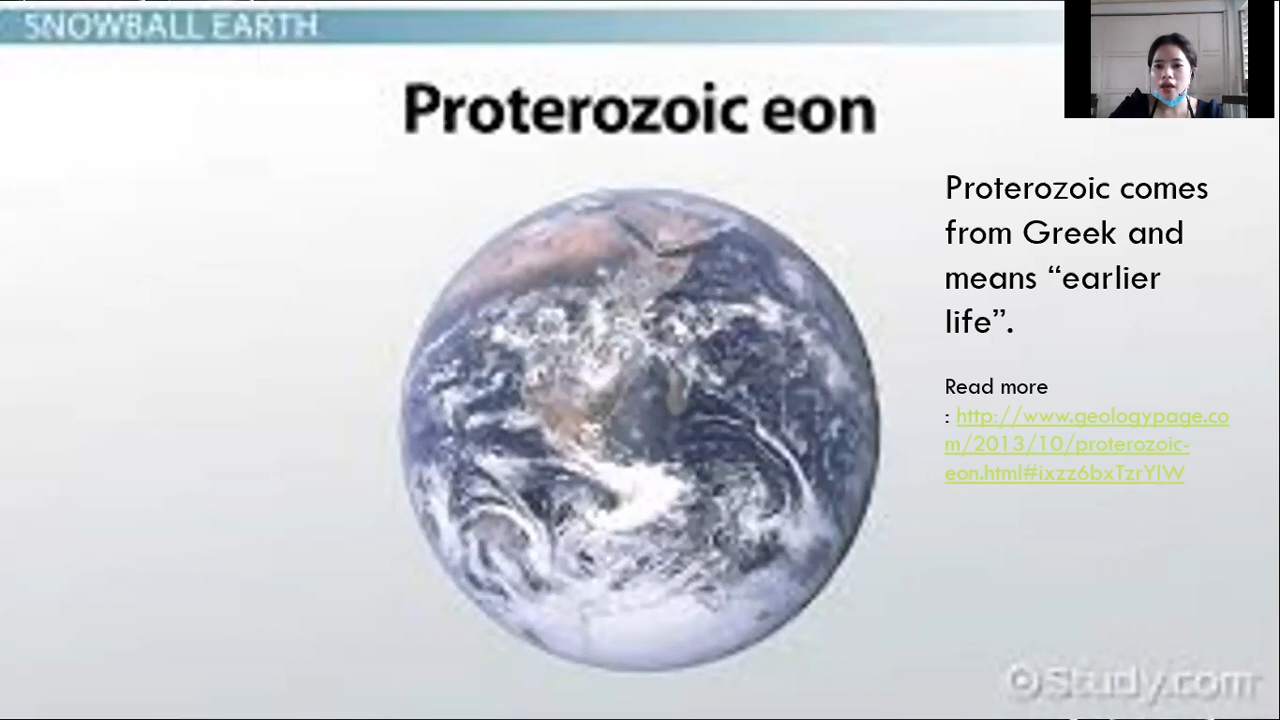 SNOWBALL EARTH
Proterozoic eon
Proterozoic comes
from Greek and
means “earlier
life”.
Read more
: http://www.geologypage.co
m/2013/10/proterozoic-
eon.html#ixzz6bxTzrYlW
Study.com